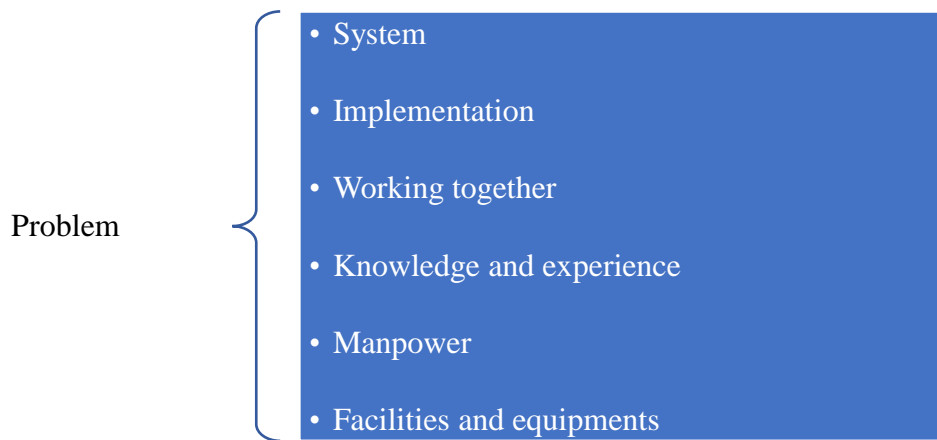 • System
• Implementation
• Working together
Problem
• Knowledge and experience
• Manpower
• Facilities and equipments